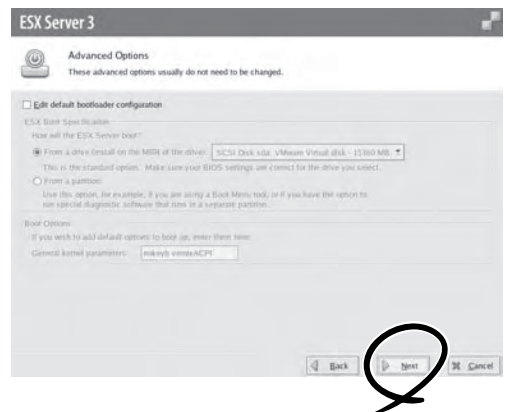 ESX Server 3
Advanced Options
These advanced options usually do not need to be changed.
Edit default bootloader configuration
ESX Boot Specification
How will the ESX Server boot?
From a drive (install on the MBR of the drive) SCSI Disk sda: VMware Virtual disk - 15360 MB
This is the standard option. Make sure your BIOS settings are correct for the drive you select.
From a partition
Use this option, for example, if you are using a Boot Menu tool, or if you have the option to
run special diagnostic software that runs in a separate partition.
Boot Options
If you wish to add default options to boot up, enter them here.
General kernel parameters:
Back Next Cancel